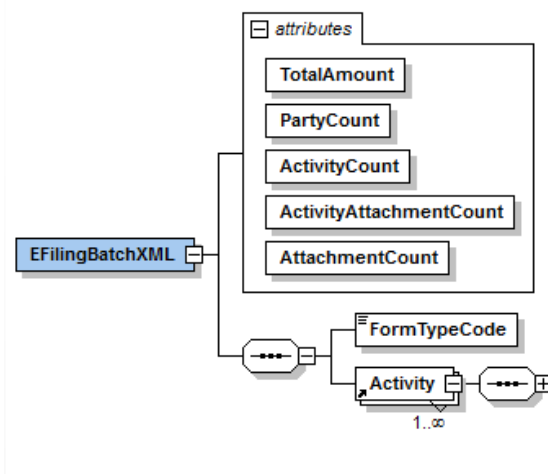 attributes
TotalAmount
PartyCount
ActivityCount
ActivityAttachmentCount
AttachmentCount
EFilingBatchXML
FormTypeCode
Activity
1..∞